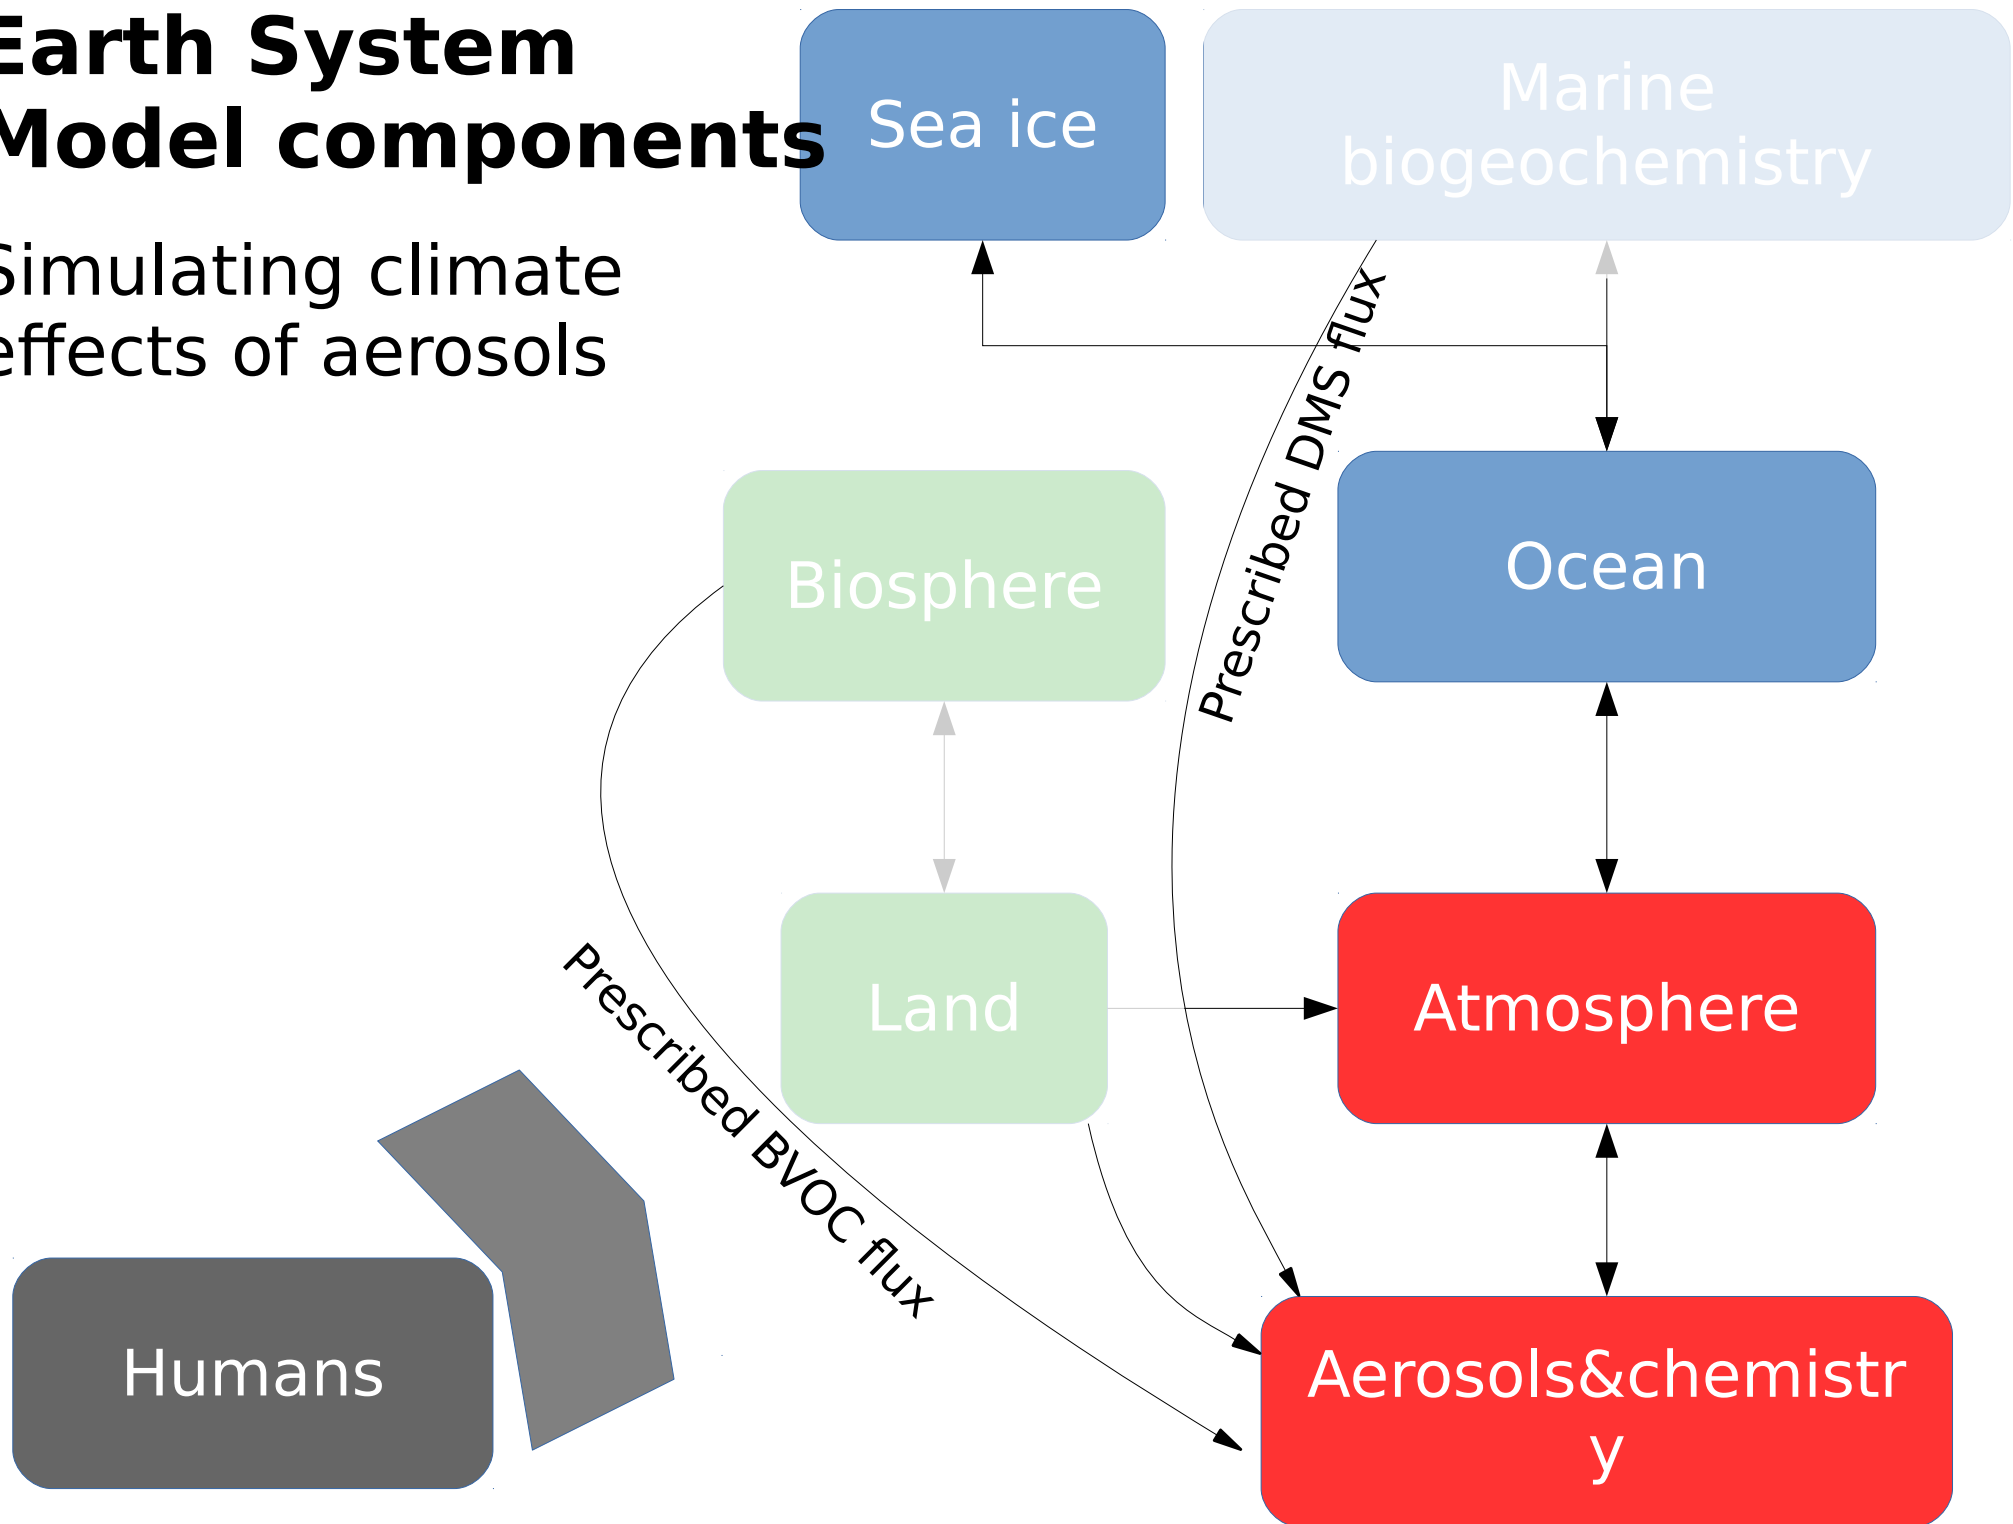 Earth System
Model components
Simulating climate
effects of aerosols
Sea ice
Marine
biogeochemistry
Prescribed DMS flux
Biosphere
Ocean
Land
Atmosphere
Prescribed BVOC flux
Humans
Aerosols&chemistr
y